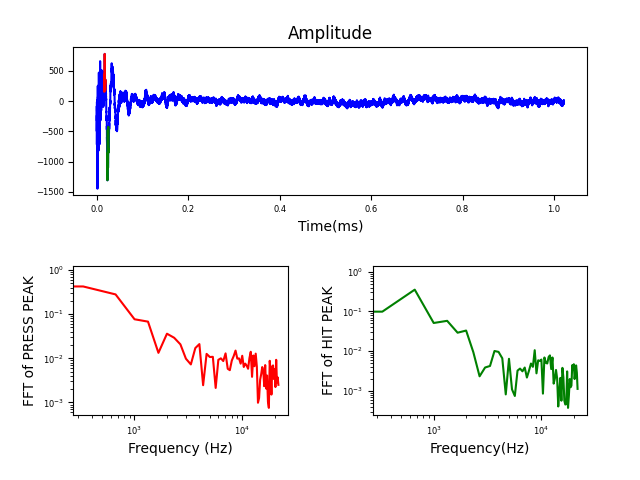 Amplitude
500
0
−500
−1000
−1500
0.0 0.2 0.4 0.6 0.8 1.0
Time(ms)
FFT of PRESS PEAK
10⁰
10⁻¹
10⁻²
10⁻³
10³ 10⁴
Frequency (Hz)
FFT of HIT PEAK
10⁰
10⁻¹
10⁻²
10⁻³
10³ 10⁴
Frequency(Hz)